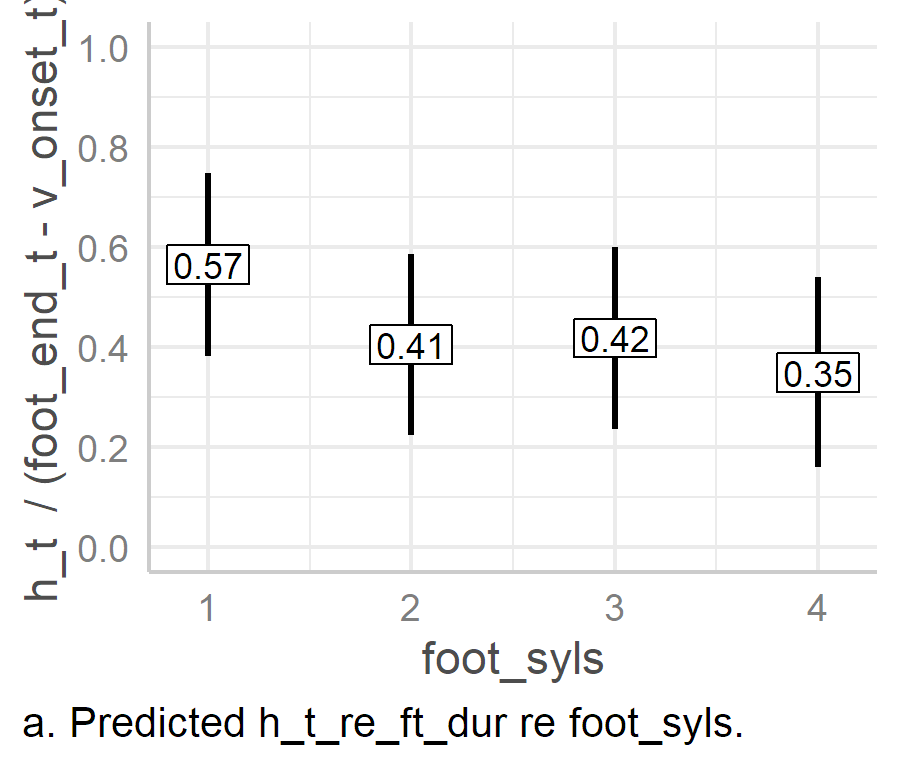 h_t / (foot_end_t - v_onset_t)
1.0
0.8
0.6
0.4
0.2
0.0
0.57
0.41
0.42
0.35
1 2 3 4
foot_syls
a. Predicted h_t_re_ft_dur re foot_syls.